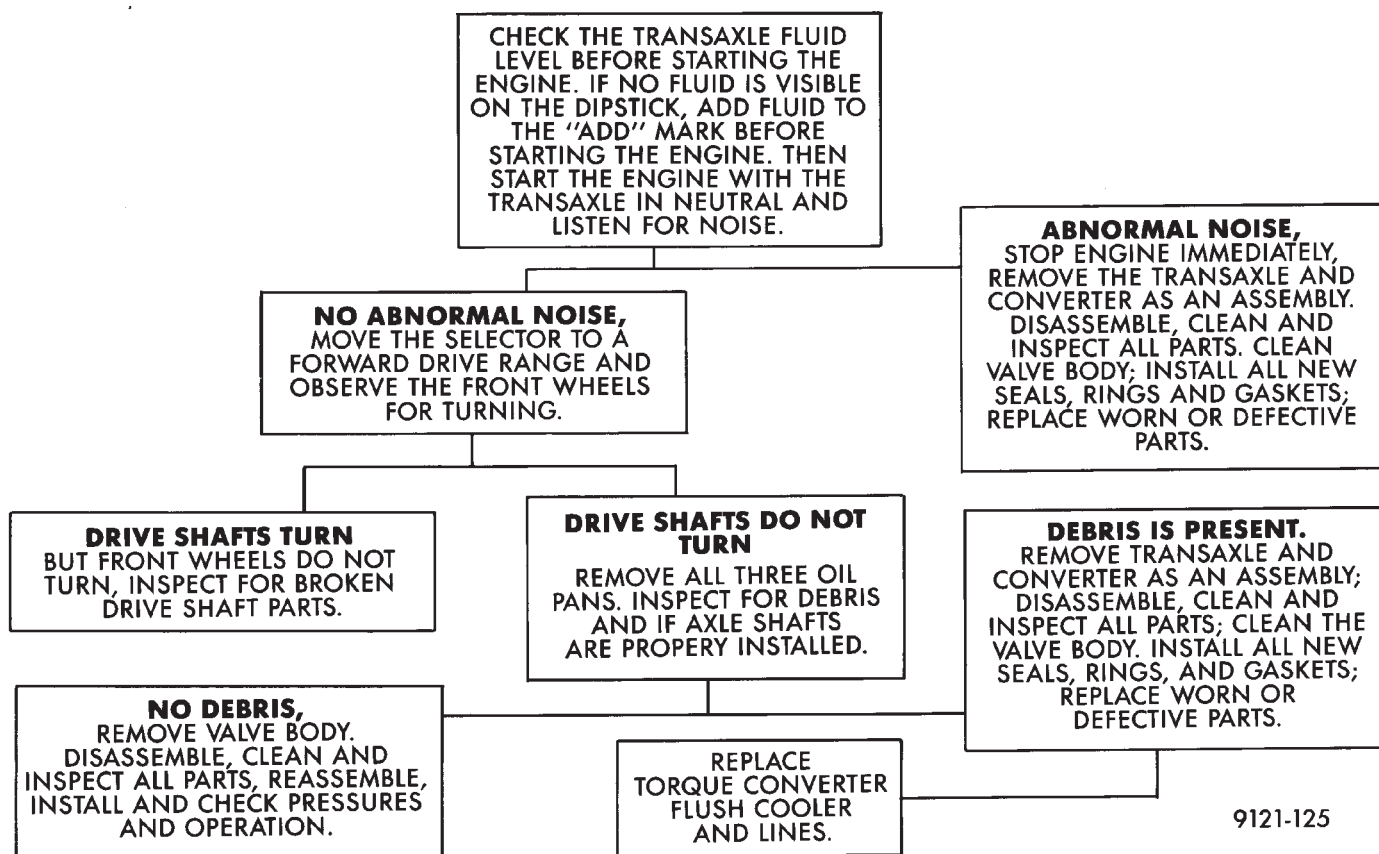 CHECK THE TRANSAXLE FLUID
LEVEL BEFORE STARTING THE
ENGINE. IF NO FLUID IS VISIBLE
ON THE DIPSTICK, ADD FLUID TO
THE "ADD" MARK BEFORE
STARTING THE ENGINE. THEN
START THE ENGINE WITH THE
TRANSAXLE IN NEUTRAL AND
LISTEN FOR NOISE.
ABNORMAL NOISE,
STOP ENGINE IMMEDIATELY,
REMOVE THE TRANSAXLE AND
CONVERTER AS AN ASSEMBLY.
DISASSEMBLE, CLEAN AND
INSPECT ALL PARTS. CLEAN
VALVE BODY; INSTALL ALL NEW
SEALS, RINGS AND GASKETS;
REPLACE WORN OR DEFECTIVE
PARTS.
NO ABNORMAL NOISE,
MOVE THE SELECTOR TO A
FORWARD DRIVE RANGE AND
OBSERVE THE FRONT WHEELS
FOR TURNING.
DRIVE SHAFTS TURN
BUT FRONT WHEELS DO NOT
TURN, INSPECT FOR BROKEN
DRIVE SHAFT PARTS.
DRIVE SHAFTS DO NOT
TURN
REMOVE ALL THREE OIL
PANS. INSPECT FOR DEBRIS
AND IF AXLE SHAFTS
ARE PROPERY INSTALLED.
DEBRIS IS PRESENT.
REMOVE TRANSAXLE AND
CONVERTER AS AN ASSEMBLY;
DISASSEMBLE, CLEAN AND
INSPECT ALL PARTS; CLEAN THE
VALVE BODY. INSTALL ALL NEW
SEALS, RINGS, AND GASKETS;
REPLACE WORN OR
DEFECTIVE PARTS.
NO DEBRIS,
REMOVE VALVE BODY.
DISASSEMBLE, CLEAN AND
INSPECT ALL PARTS, REASSEMBLE,
INSTALL AND CHECK PRESSURES
AND OPERATION.
REPLACE
TORQUE CONVERTER
FLUSH COOLER
AND LINES.
9121-125